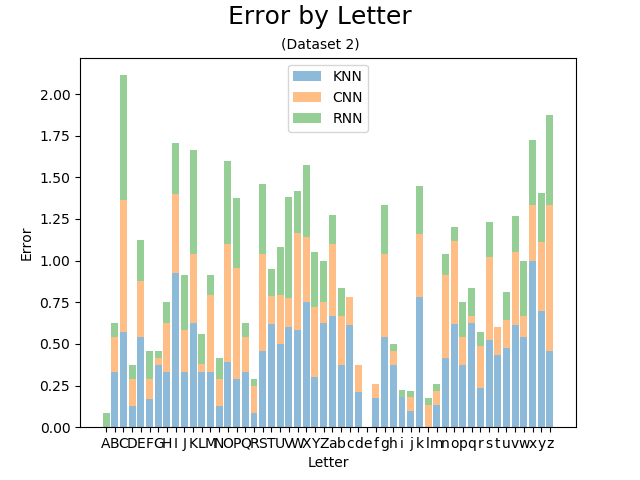 Error by Letter
(Dataset 2)
KNN
CNN
RNN
2.00
1.75
1.50
1.25
1.00
0.75
0.50
0.25
0.00
Error
A B C D E F G H I J K L M N O P Q R S T U V W X Y Z a b c d e f g h i j k l m n o p q r s t u v w x y z
Letter